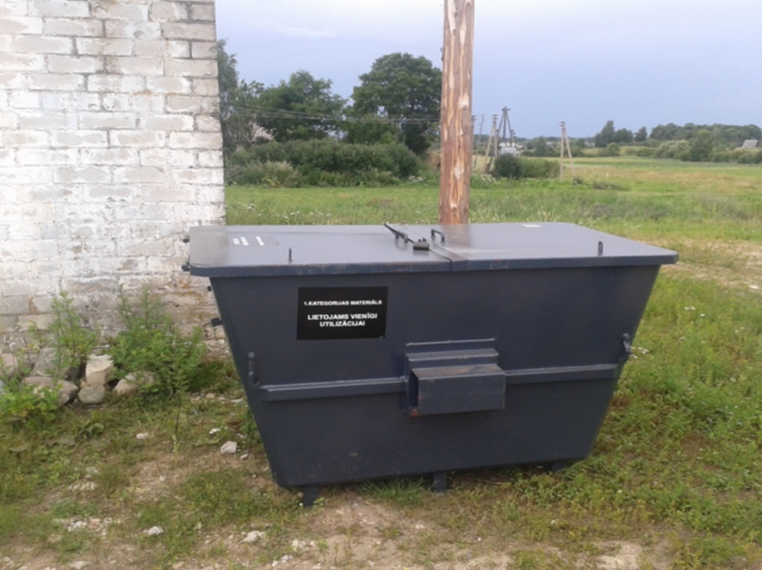 1.KATEGORIJAS MATERIĀLS
LIETOJAMS VIENĪGI
UTILIZĀCIJAI